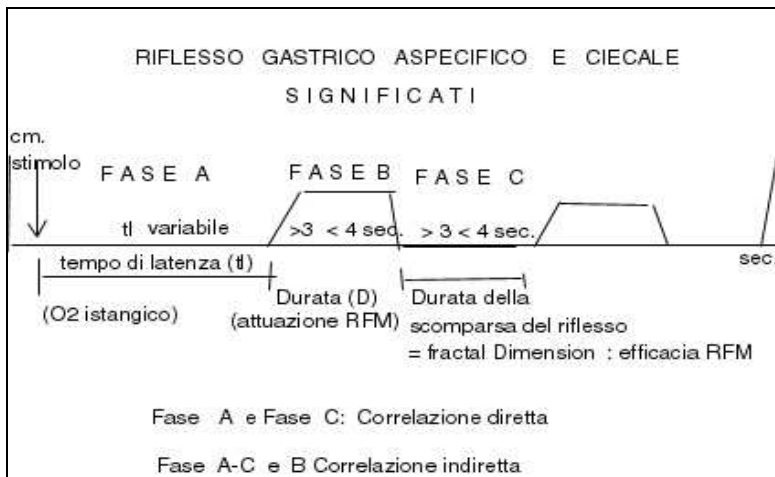 RIFLESSO GASTRICO ASPECIFICO E CIECALE
SIGNIFICATI
cm.
stimolo
FASE A
FASE B
FASE C
tl variabile
>3 < 4 sec.
> 3 < 4 sec.
tempo di latenza (tl)
sec.
(O2 istangico)
Durata (D)
(attuazione RFM)
Durata della
scomparsa del riflesso
= fractal Dimension : efficacia RFM
Fase A e Fase C: Correlazione diretta
Fase A-C e B Correlazione indiretta